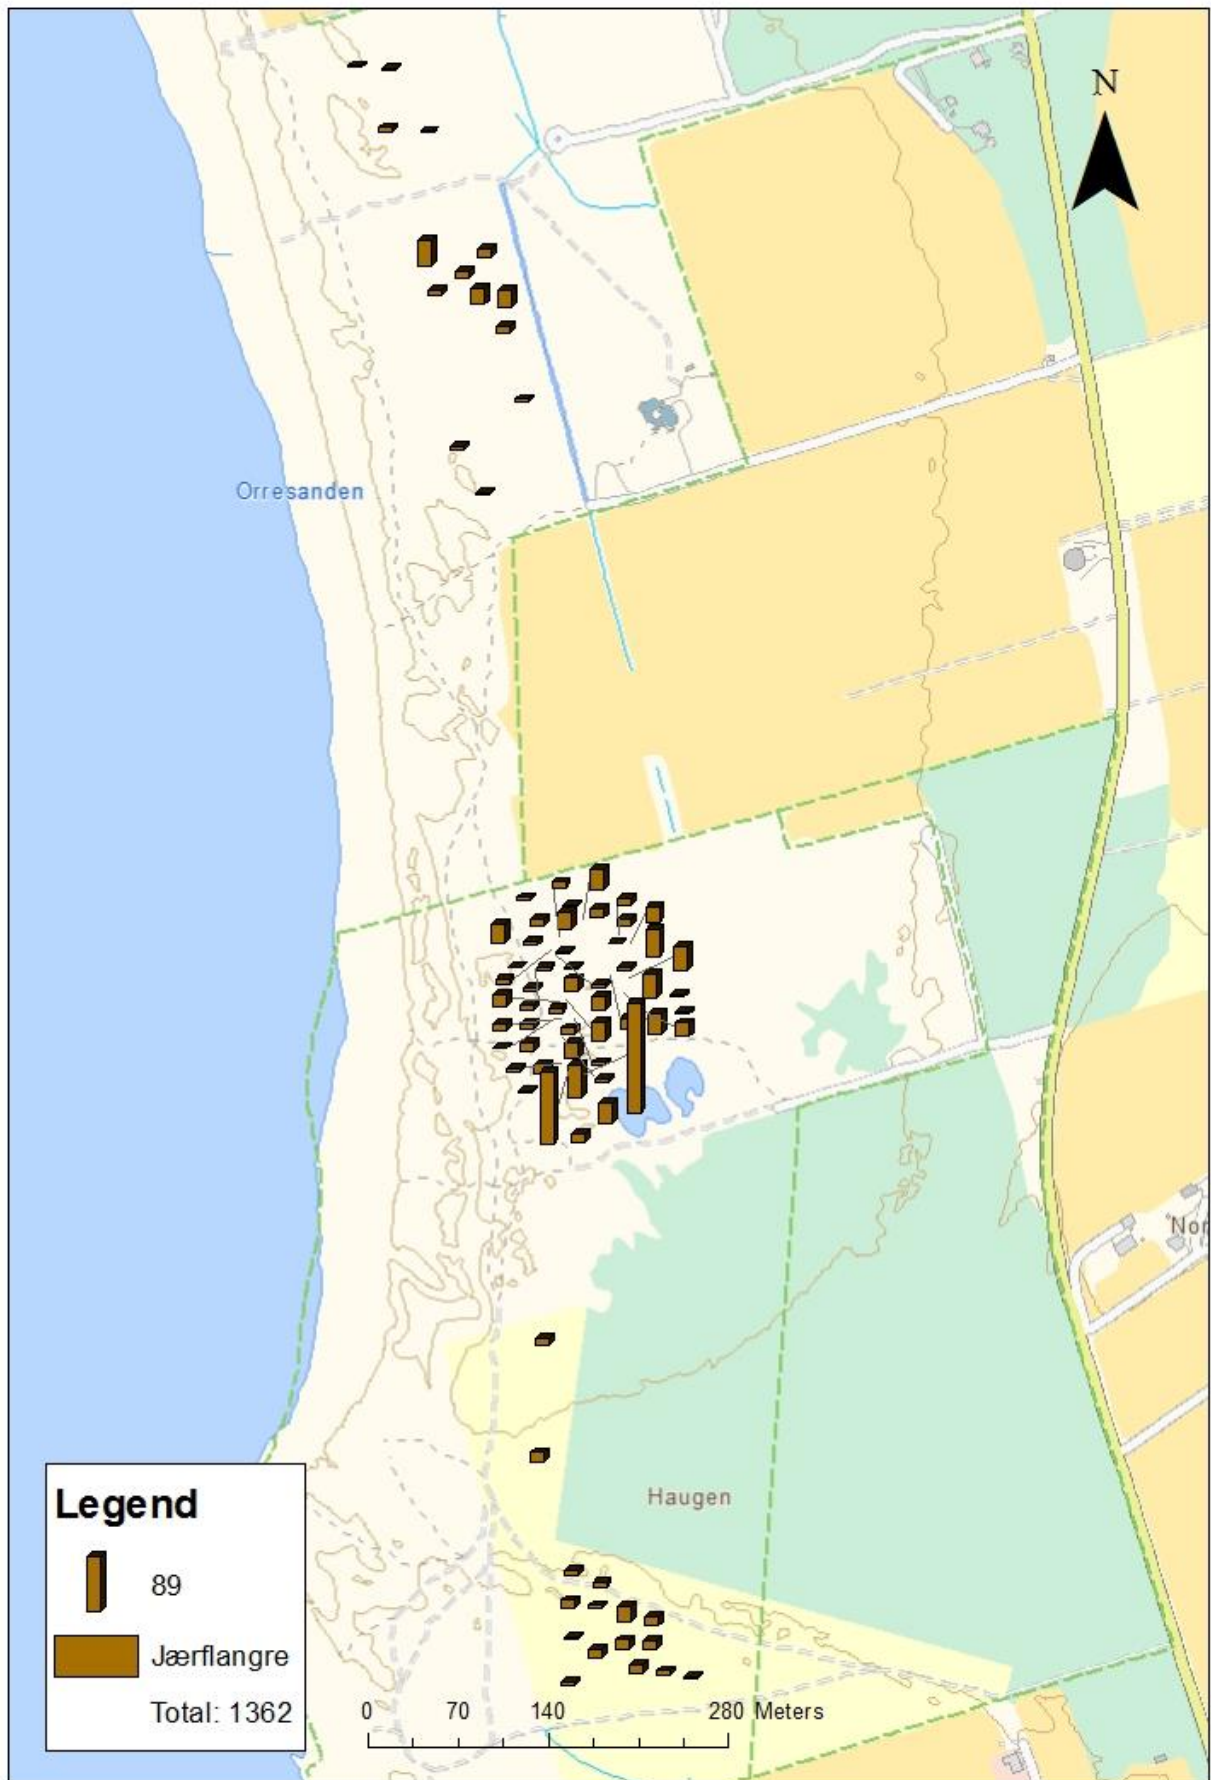 N
Orresanden
Nor
Haugen
Legend
89
Jærflangre
Total: 1362
0 70 140 280 Meters